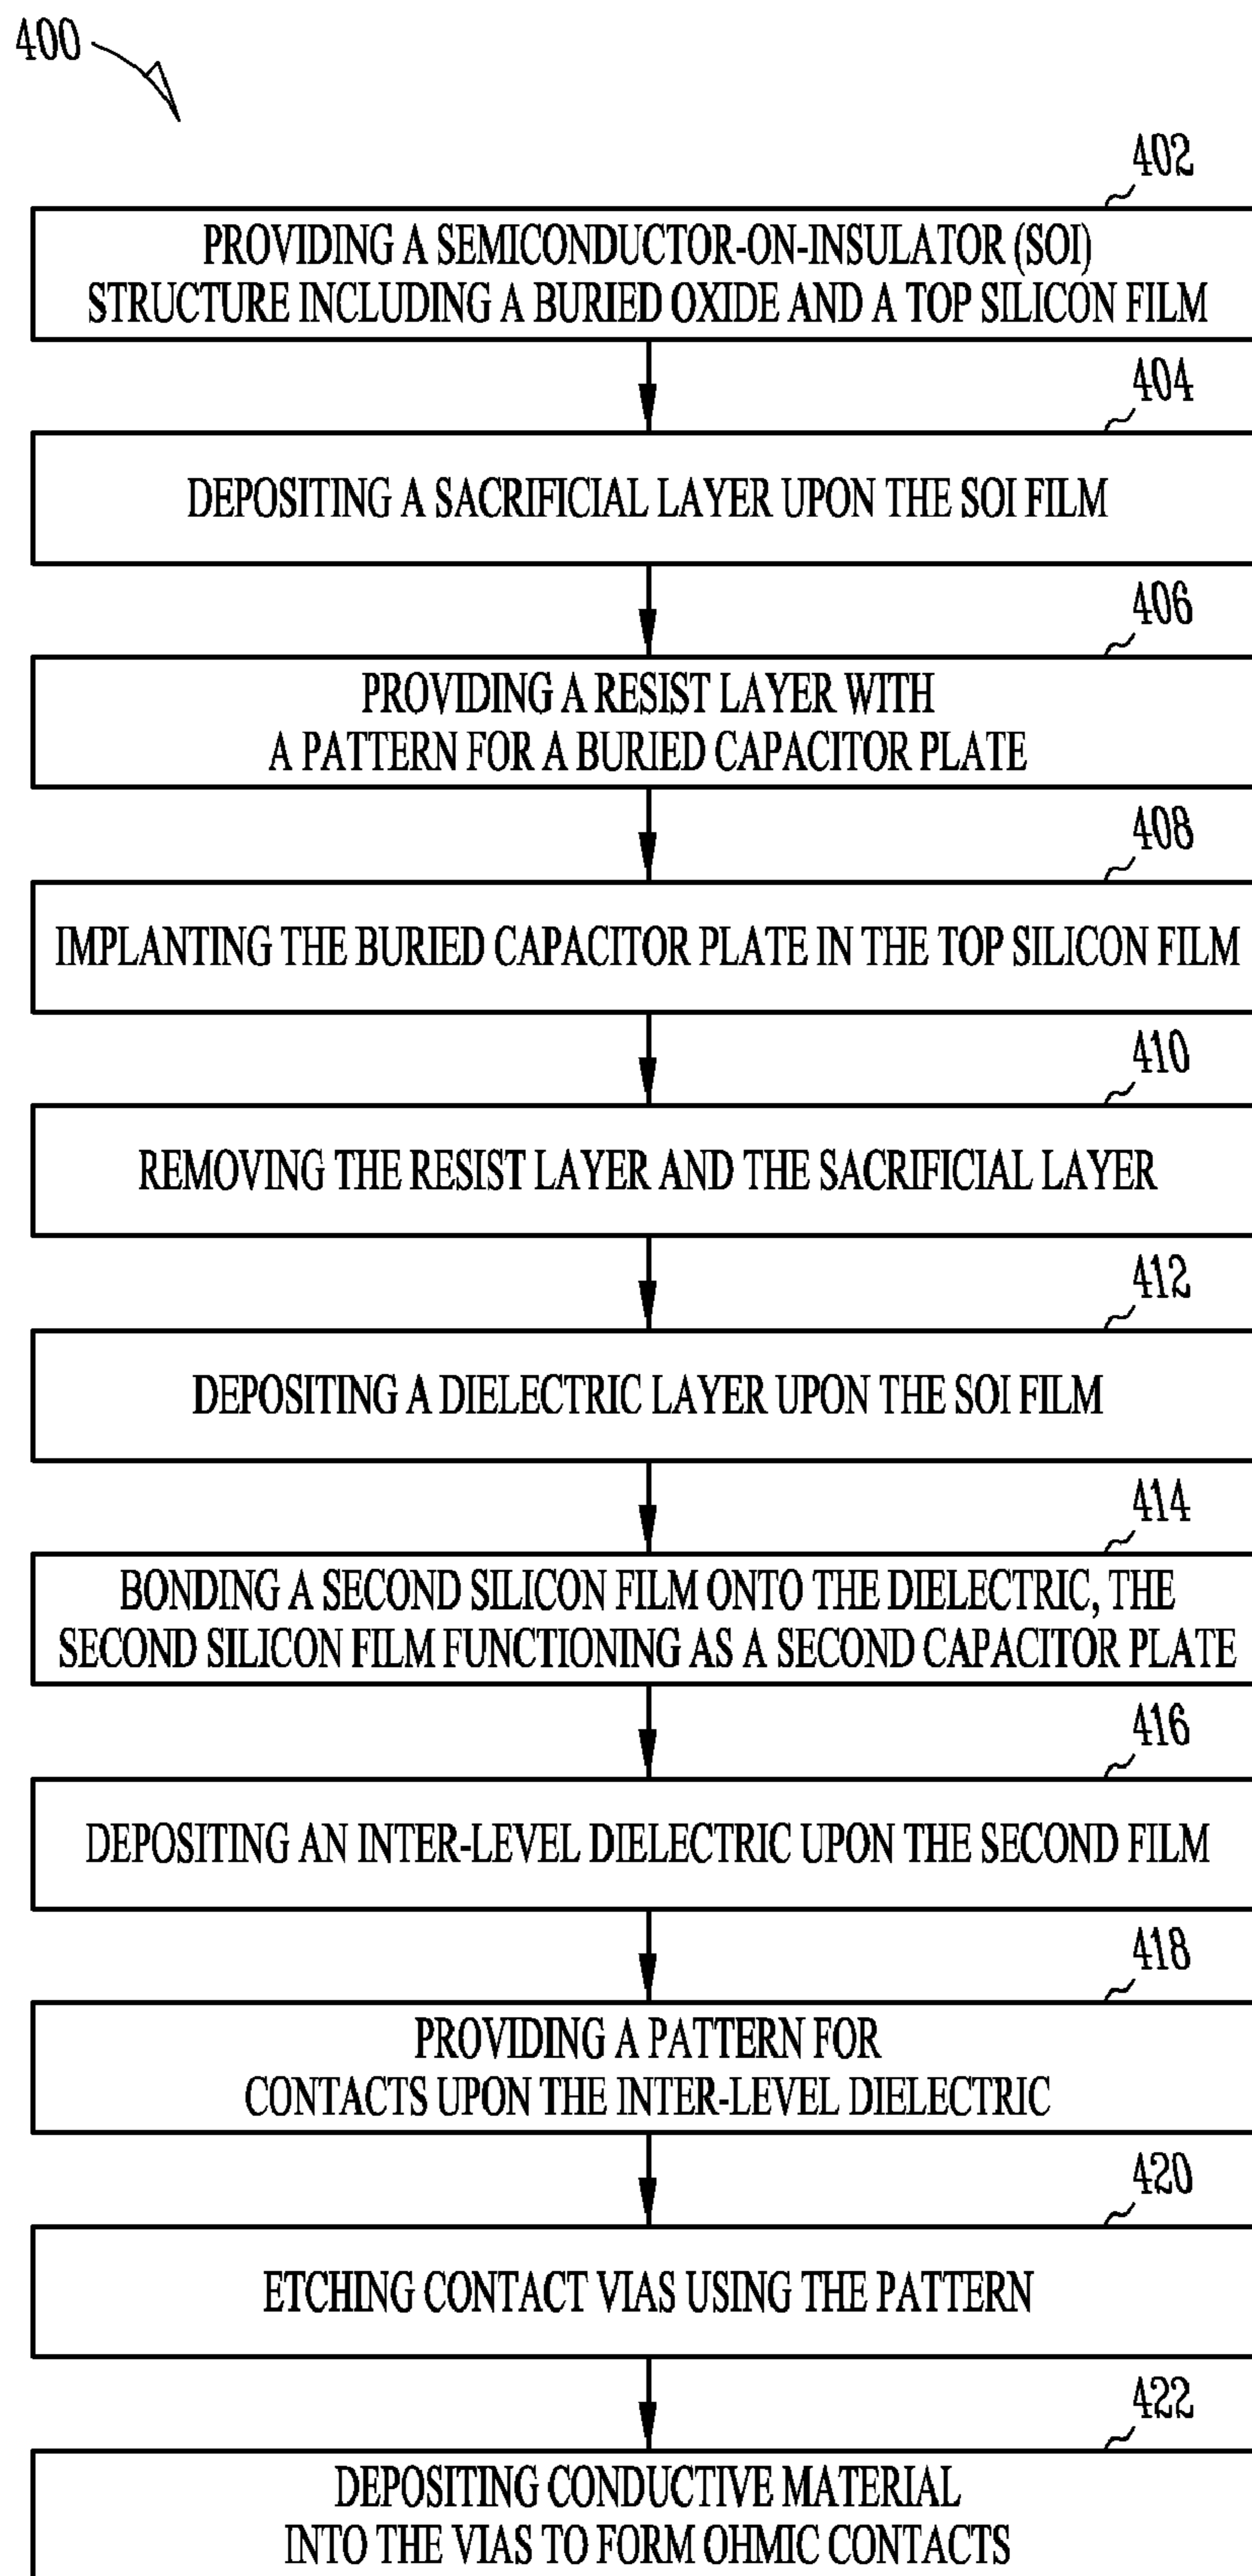 400
402
PROVIDING A SEMICONDUCTOR-ON-INSULATOR (SOI)
STRUCTURE INCLUDING A BURIED OXIDE AND A TOP SILICON FILM
404
DEPOSITING A SACRIFICIAL LAYER UPON THE SOI FILM
406
PROVIDING A RESIST LAYER WITH
A PATTERN FOR A BURIED CAPACITOR PLATE
408
IMPLANTING THE BURIED CAPACITOR PLATE IN THE TOP SILICON FILM
410
REMOVING THE RESIST LAYER AND THE SACRIFICIAL LAYER
412
DEPOSITING A DIELECTRIC LAYER UPON THE SOI FILM
414
BONDING A SECOND SILICON FILM ONTO THE DIELECTRIC, THE
SECOND SILICON FILM FUNCTIONING AS A SECOND CAPACITOR PLATE
416
DEPOSITING AN INTER-LEVEL DIELECTRIC UPON THE SECOND FILM
418
PROVIDING A PATTERN FOR
CONTACTS UPON THE INTER-LEVEL DIELECTRIC
420
ETCHING CONTACT VIAS USING THE PATTERN
422
DEPOSITING CONDUCTIVE MATERIAL
INTO THE VIAS TO FORM OHMIC CONTACTS